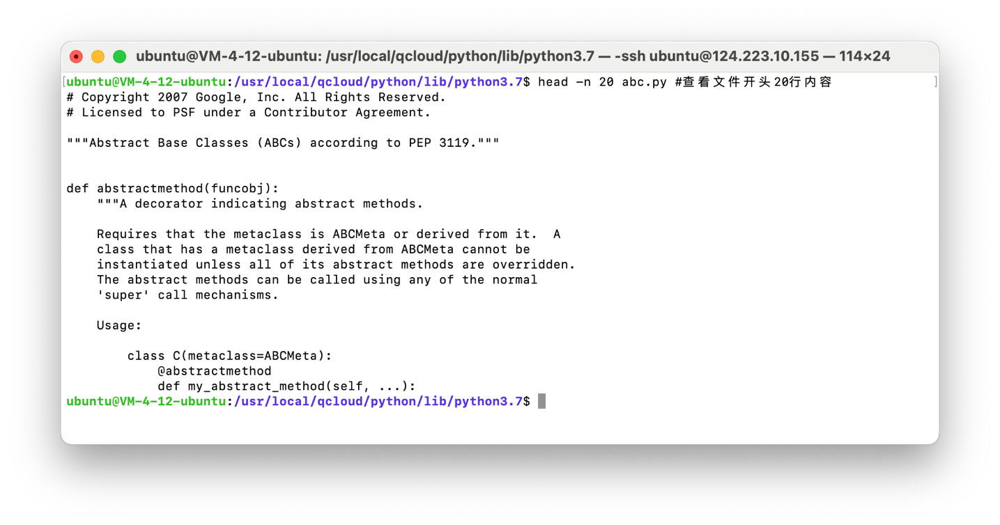 ubuntu@VM-4-12-ubuntu: /usr/local/qcloud/python/lib/python3.7 — -ssh ubuntu@124.223.10.155 — 114×24
[ubuntu@VM-4-12-ubuntu:/usr/local/qcloud/python/lib/python3.7$ head -n 20 abc.py #查看文件开头20行内容 ]
# Copyright 2007 Google, Inc. All Rights Reserved.
# Licensed to PSF under a Contributor Agreement.

"""Abstract Base Classes (ABCs) according to PEP 3119."""


def abstractmethod(funcobj):
    """A decorator indicating abstract methods.

    Requires that the metaclass is ABCMeta or derived from it.  A
    class that has a metaclass derived from ABCMeta cannot be
    instantiated unless all of its abstract methods are overridden.
    The abstract methods can be called using any of the normal
    'super' call mechanisms.

    Usage:

        class C(metaclass=ABCMeta):
            @abstractmethod
            def my_abstract_method(self, ...):
ubuntu@VM-4-12-ubuntu:/usr/local/qcloud/python/lib/python3.7$